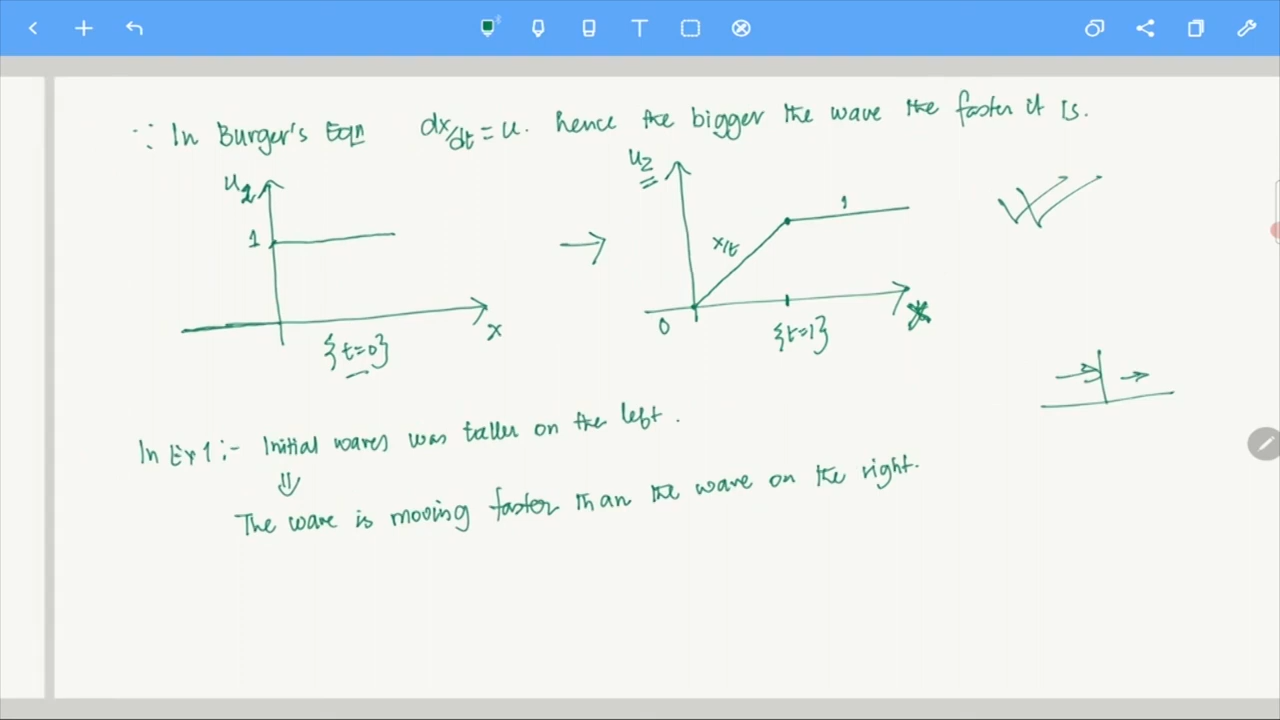 ∵ In Burger's Eqn dx/dt = u. hence the bigger the wave the faster it is.
u2
1
x
{t=0}
→
u2
x/t
1
0
{t=1}
x
In Ex1:- Initial waves was taller on the left.
⇓
The wave is moving faster than the wave on the right.